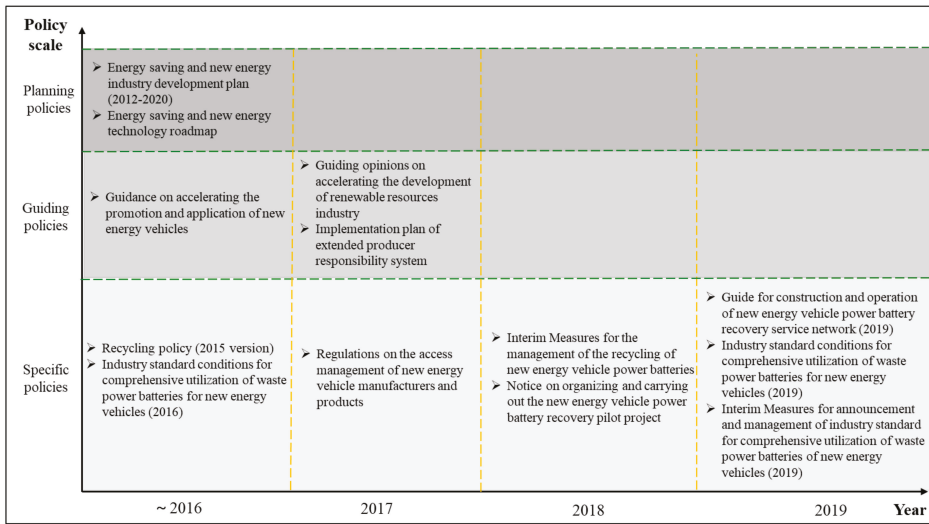 Policy
scale
Planning
policies
➢ Energy saving and new energy
industry development plan
(2012-2020)
➢ Energy saving and new energy
technology roadmap
Guiding
policies
➢ Guidance on accelerating the
promotion and application of new
energy vehicles
➢ Guiding opinions on
accelerating the development
of renewable resources
industry
➢ Implementation plan of
extended producer
responsibility system
Specific
policies
➢ Recycling policy (2015 version)
➢ Industry standard conditions for
comprehensive utilization of waste
power batteries for new energy
vehicles (2016)
➢ Regulations on the access
management of new energy
vehicle manufacturers and
products
➢ Interim Measures for the
management of the recycling of
new energy vehicle power batteries
➢ Notice on organizing and carrying
out the new energy vehicle power
battery recovery pilot project
➢ Guide for construction and operation
of new energy vehicle power battery
recovery service network (2019)
➢ Industry standard conditions for
comprehensive utilization of waste
power batteries for new energy
vehicles (2019)
➢ Interim Measures for announcement
and management of industry standard
for comprehensive utilization of waste
power batteries of new energy
vehicles (2019)
~2016
2017
2018
2019
Year